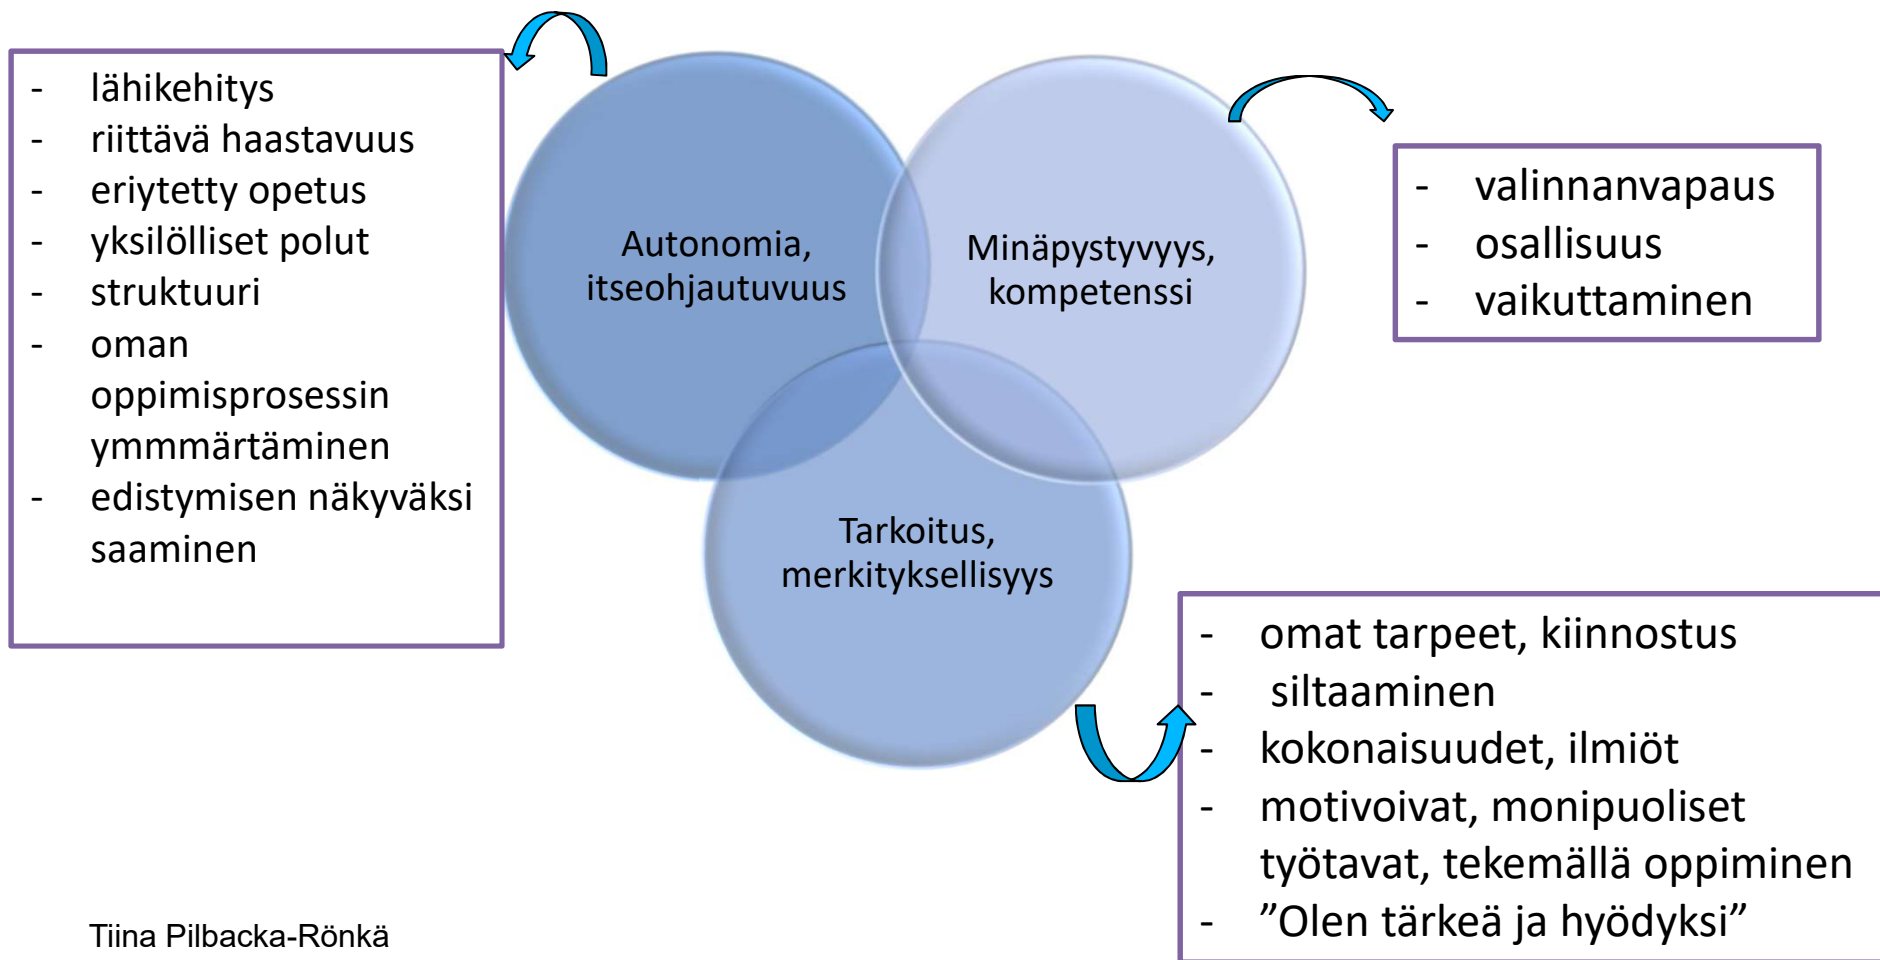 - lähikehitys
- riittävä haastavuus
- eriytetty opetus
- yksilölliset polut
- struktuuri
- oman
oppimisprosessin
ymmmärtäminen
- edistymisen näkyväksi
saaminen
Autonomia,
itseohjautuvuus
Minäpystyvyys,
kompetenssi
- valinnanvapaus
- osallisuus
- vaikuttaminen
Tarkoitus,
merkityksellisyys
- omat tarpeet, kiinnostus
- siltaaminen
- kokonaisuudet, ilmiöt
- motivoivat, monipuoliset
työtavat, tekemällä oppiminen
- ”Olen tärkeä ja hyödyksi”
Tiina Pilbacka-Rönkä